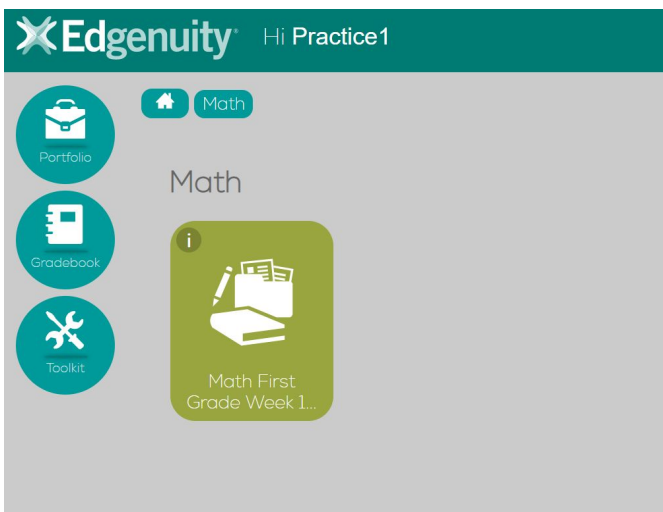 Edgenuity Hi Practice1
Math
Portfolio
Math
Gradebook
i
Toolkit
Math First
Grade Week 1...